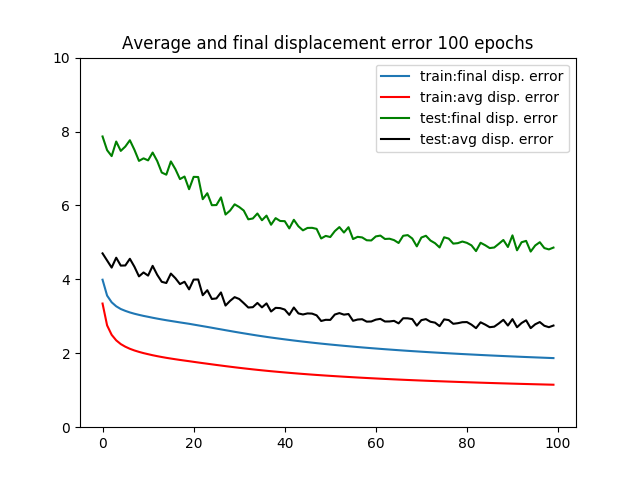 Average and final displacement error 100 epochs
train:final disp. error
train:avg disp. error
test:final disp. error
test:avg disp. error
10
8
6
4
2
0
0 20 40 60 80 100